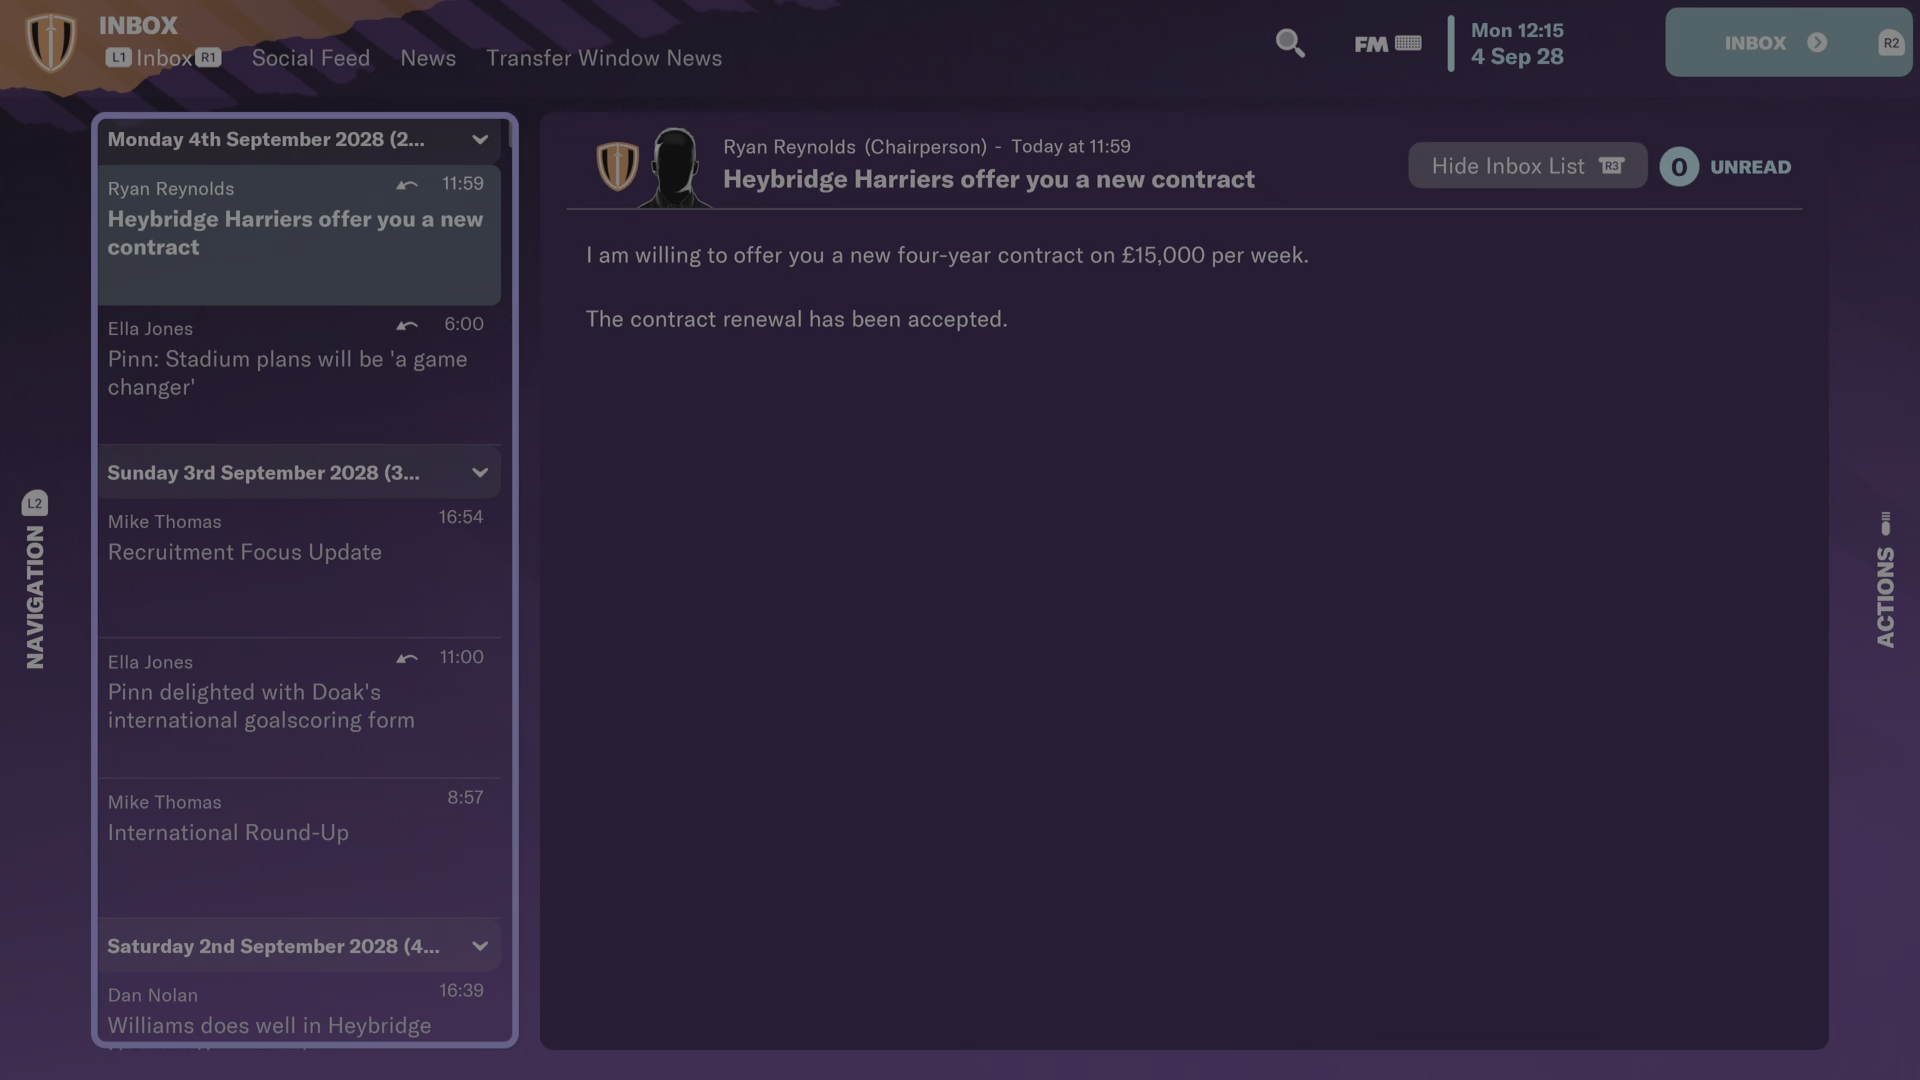 INBOX
L1 Inbox R1 Social Feed News Transfer Window News
FM
Mon 12:15
4 Sep 28
INBOX
R2
Monday 4th September 2028 (2...
Ryan Reynolds 11:59
Heybridge Harriers offer you a new
contract
Ella Jones 6:00
Pinn: Stadium plans will be 'a game
changer'
Sunday 3rd September 2028 (3...
Mike Thomas 16:54
Recruitment Focus Update
Ella Jones 11:00
Pinn delighted with Doak's
international goalscoring form
Mike Thomas 8:57
International Round-Up
Saturday 2nd September 2028 (4...
Dan Nolan 16:39
Williams does well in Heybridge
Ryan Reynolds (Chairperson) - Today at 11:59
Heybridge Harriers offer you a new contract
Hide Inbox List R3
0 UNREAD
I am willing to offer you a new four-year contract on £15,000 per week.
The contract renewal has been accepted.
L2
NAVIGATION
ACTIONS